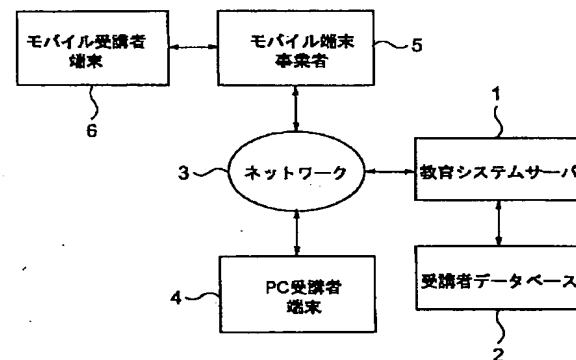 モバイル受講者
端末
6
モバイル端末
事業者
5
3
ネットワーク
1
教官システムサーバ
PC受講者
端末
4
受講者データベース
2